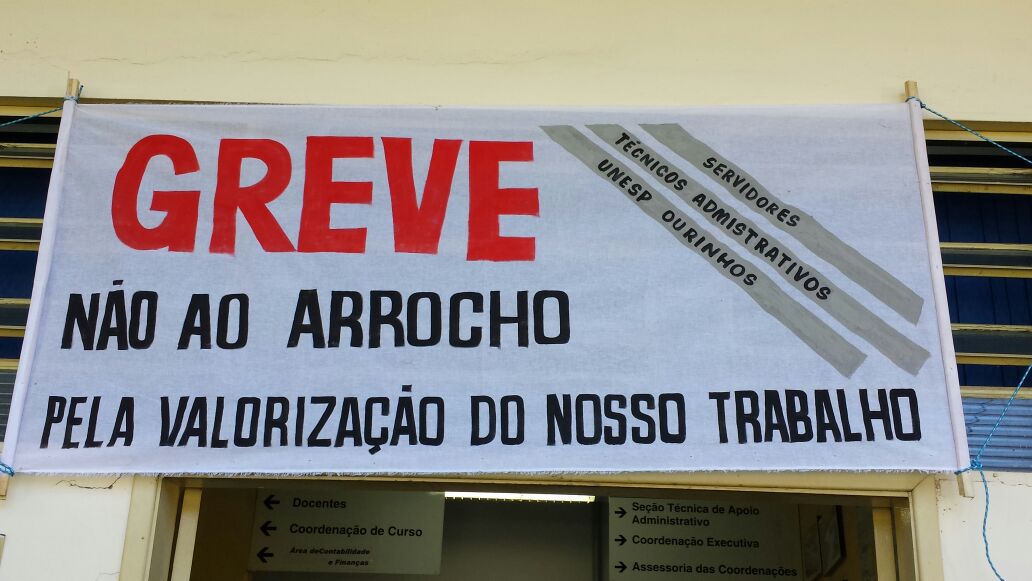 GREVE
SERVIDORES
TÉCNICOS ADMISTRATIVOS
UNESP OURINHOS
NÃO AO ARROCHO
PELA VALORIZAÇÃO DO NOSSO TRABALHO
Docentes
Coordenação de Curso
Área deContabilidade
e Finanças
Seção Técnica de Apoio
Administrativo
Coordenação Executiva
Assessoria das Coordenações